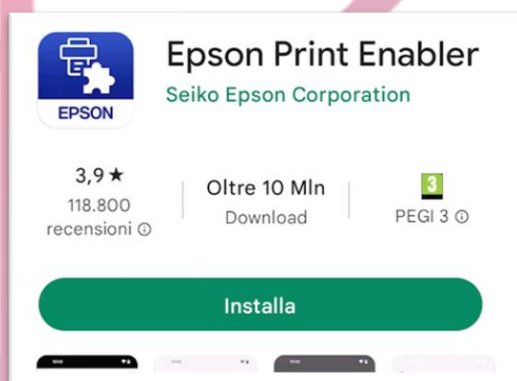 Epson Print Enabler
Seiko Epson Corporation
EPSON
3,9 ★
118.800
recensioni
Oltre 10 Mln
Download
3
PEGI 3
Installa